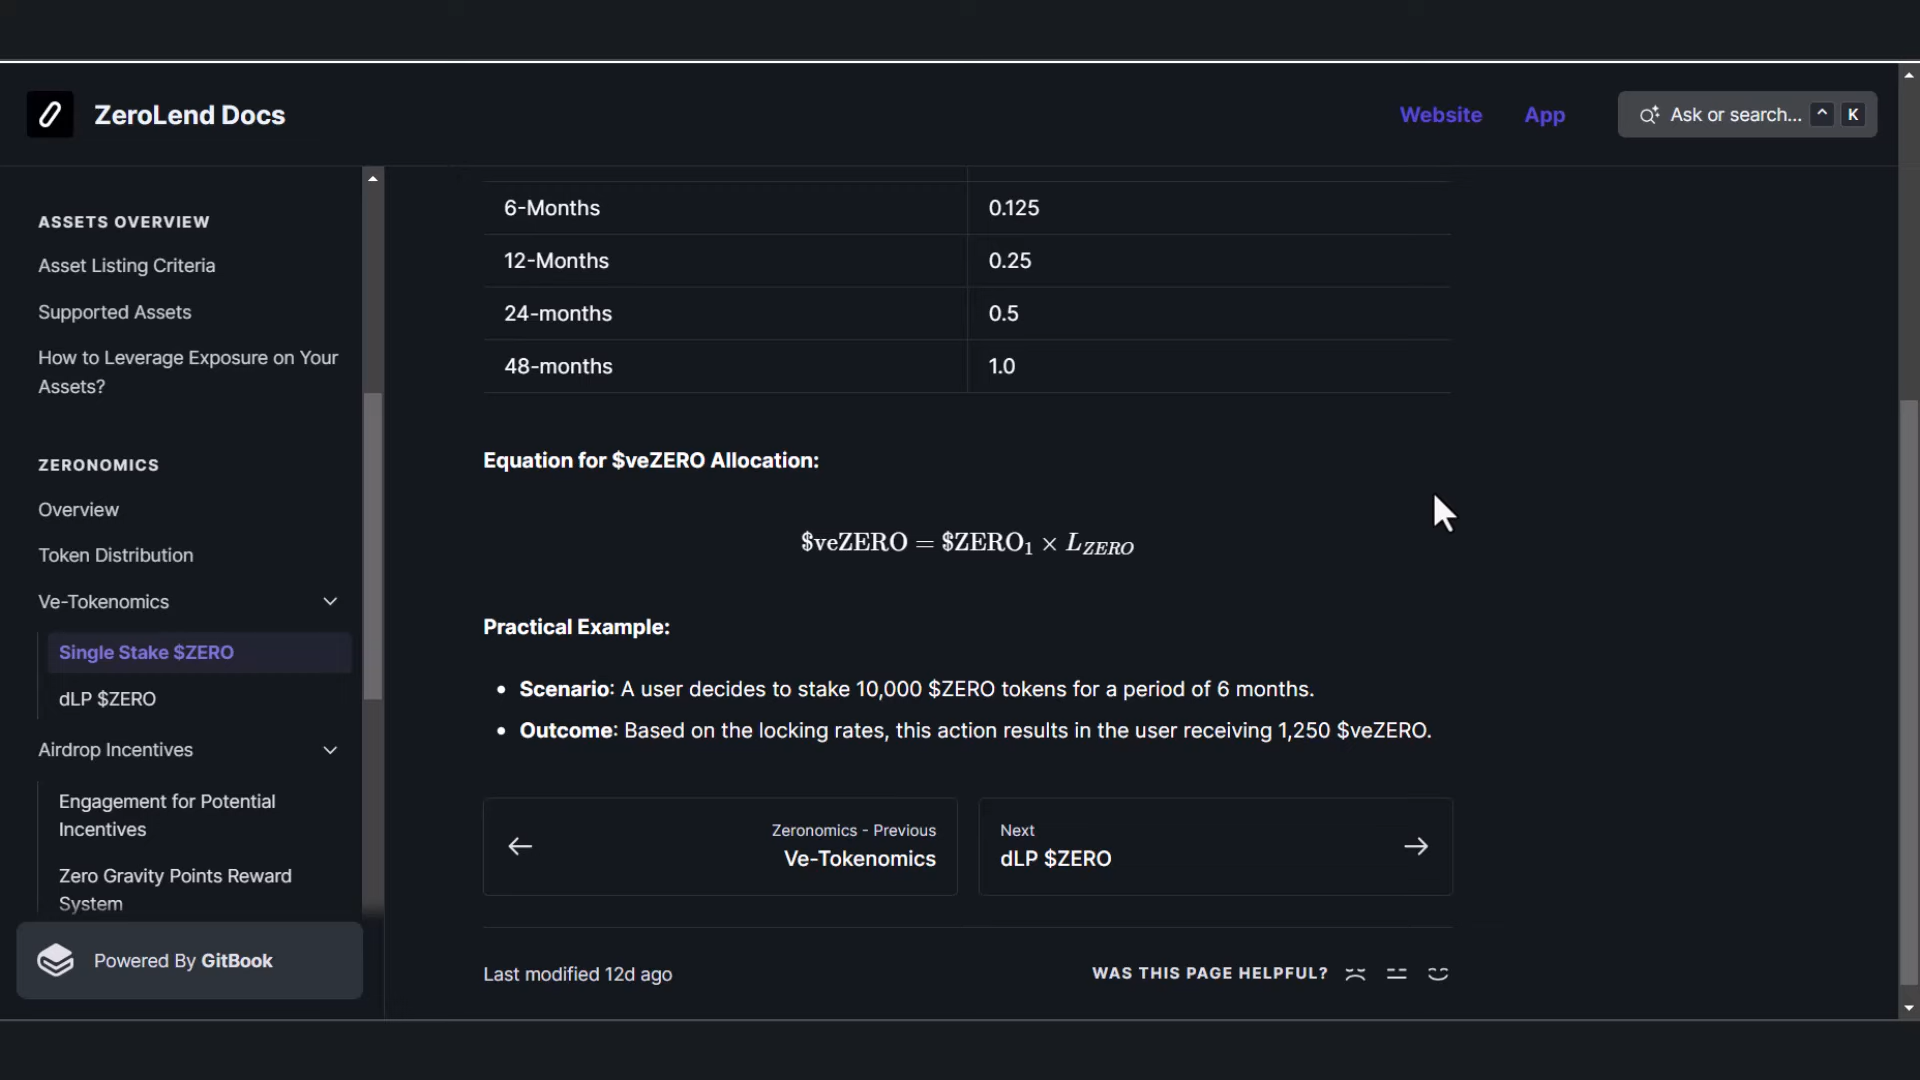 ZeroLend Docs
Website
App
Ask or search...
^
K
ASSETS OVERVIEW
Asset Listing Criteria
Supported Assets
How to Leverage Exposure on Your
Assets?
ZERONOMICS
Overview
Token Distribution
Ve-Tokenomics
Single Stake $ZERO
dLP $ZERO
Airdrop Incentives
Engagement for Potential
Incentives
Zero Gravity Points Reward
System
Powered By GitBook
6-Months 0.125
12-Months 0.25
24-months 0.5
48-months 1.0
Equation for $veZERO Allocation:
$veZERO = $ZERO₁ × L_ZERO
Practical Example:
• Scenario: A user decides to stake 10,000 $ZERO tokens for a period of 6 months.
• Outcome: Based on the locking rates, this action results in the user receiving 1,250 $veZERO.
Zeronomics - Previous
Ve-Tokenomics
Next
dLP $ZERO
Last modified 12d ago
WAS THIS PAGE HELPFUL?